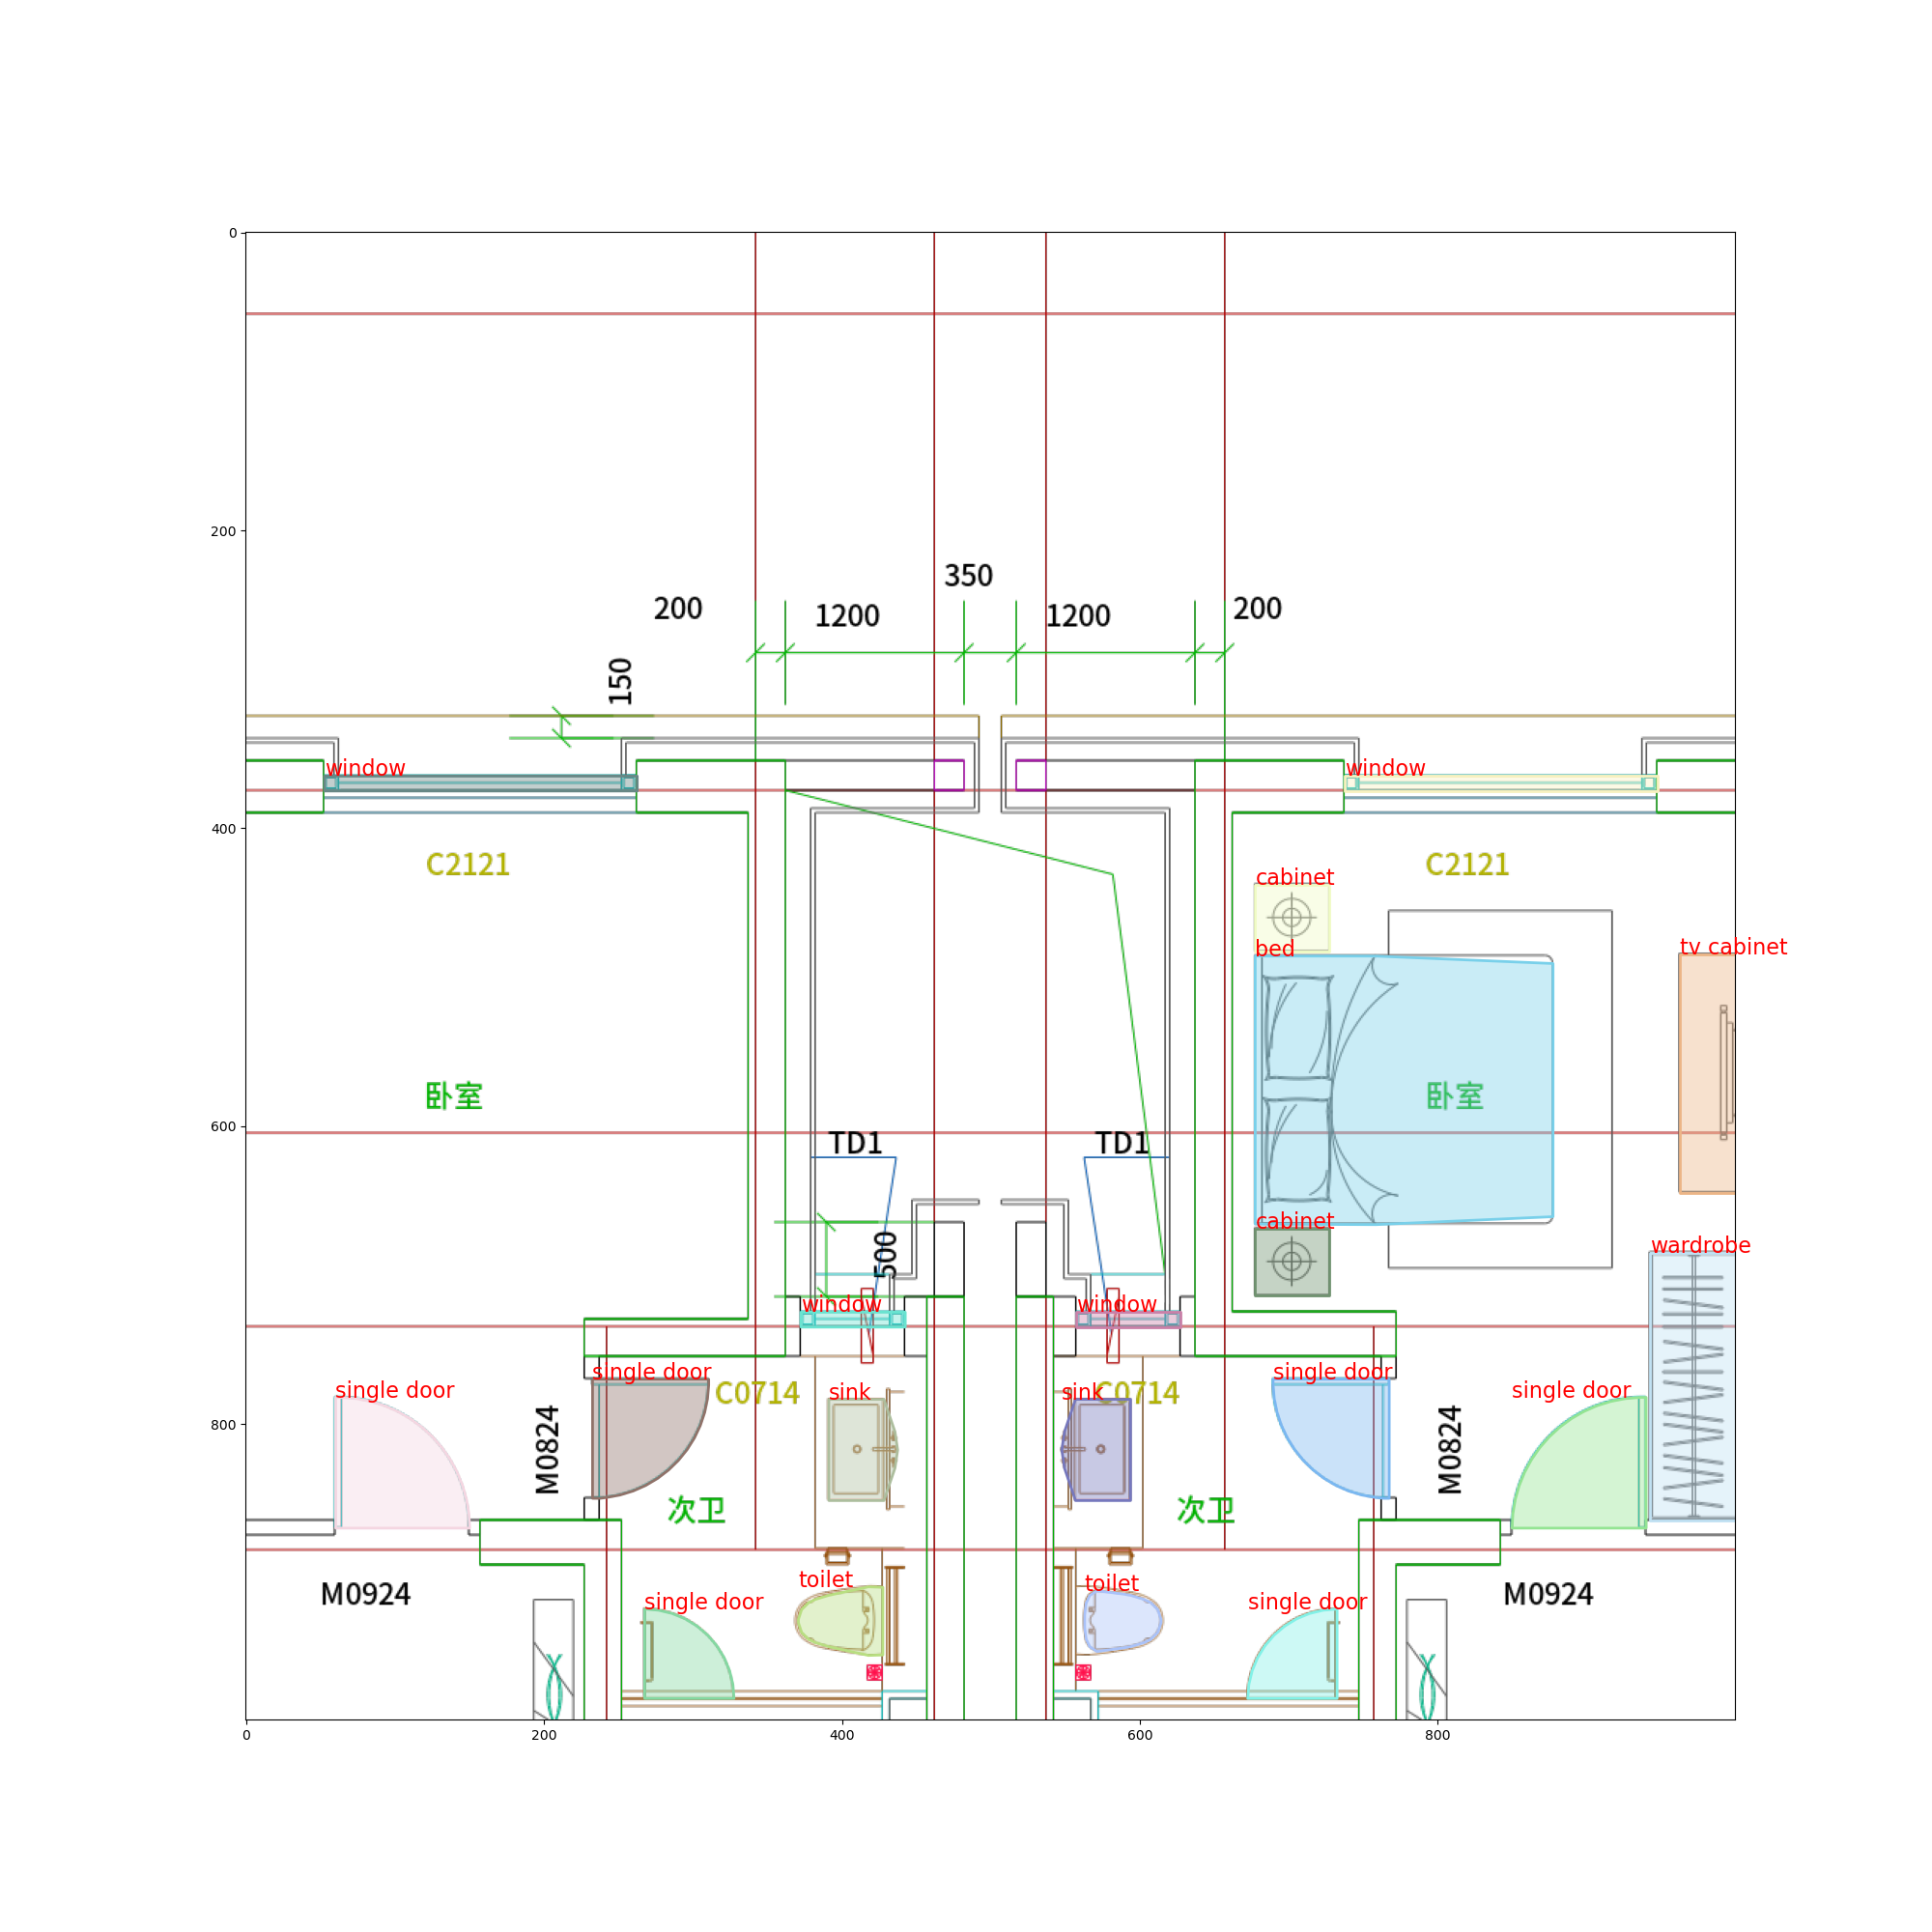 0
200
400
600
800
350
200
1200
1200
200
150
window
window
C2121
C2121
cabinet
bed
tv cabinet
卧室
卧室
TD1
TD1
cabinet
500
wardrobe
window
window
single door
single door
C0714
sink
sink
C0714
single door
single door
M0824
M0824
次卫
次卫
M0924
single door
toilet
toilet
single door
M0924
0
200
400
600
800